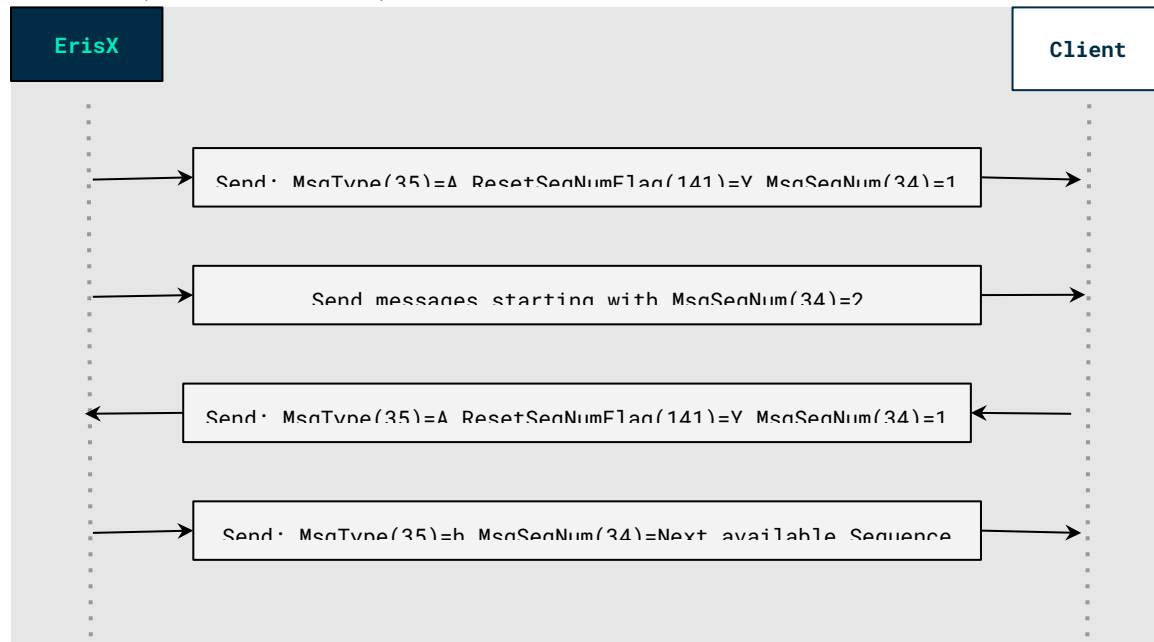 ErisX
Client
Send: MsgType(35)=A ResetSeqNumFlag(141)=Y MsgSeqNum(34)=1
Send messages starting with MsgSeqNum(34)=2
Send: MsgType(35)=A ResetSeqNumFlag(141)=Y MsgSeqNum(34)=1
Send: MsgType(35)=h MsgSeqNum(34)=Next available Sequence